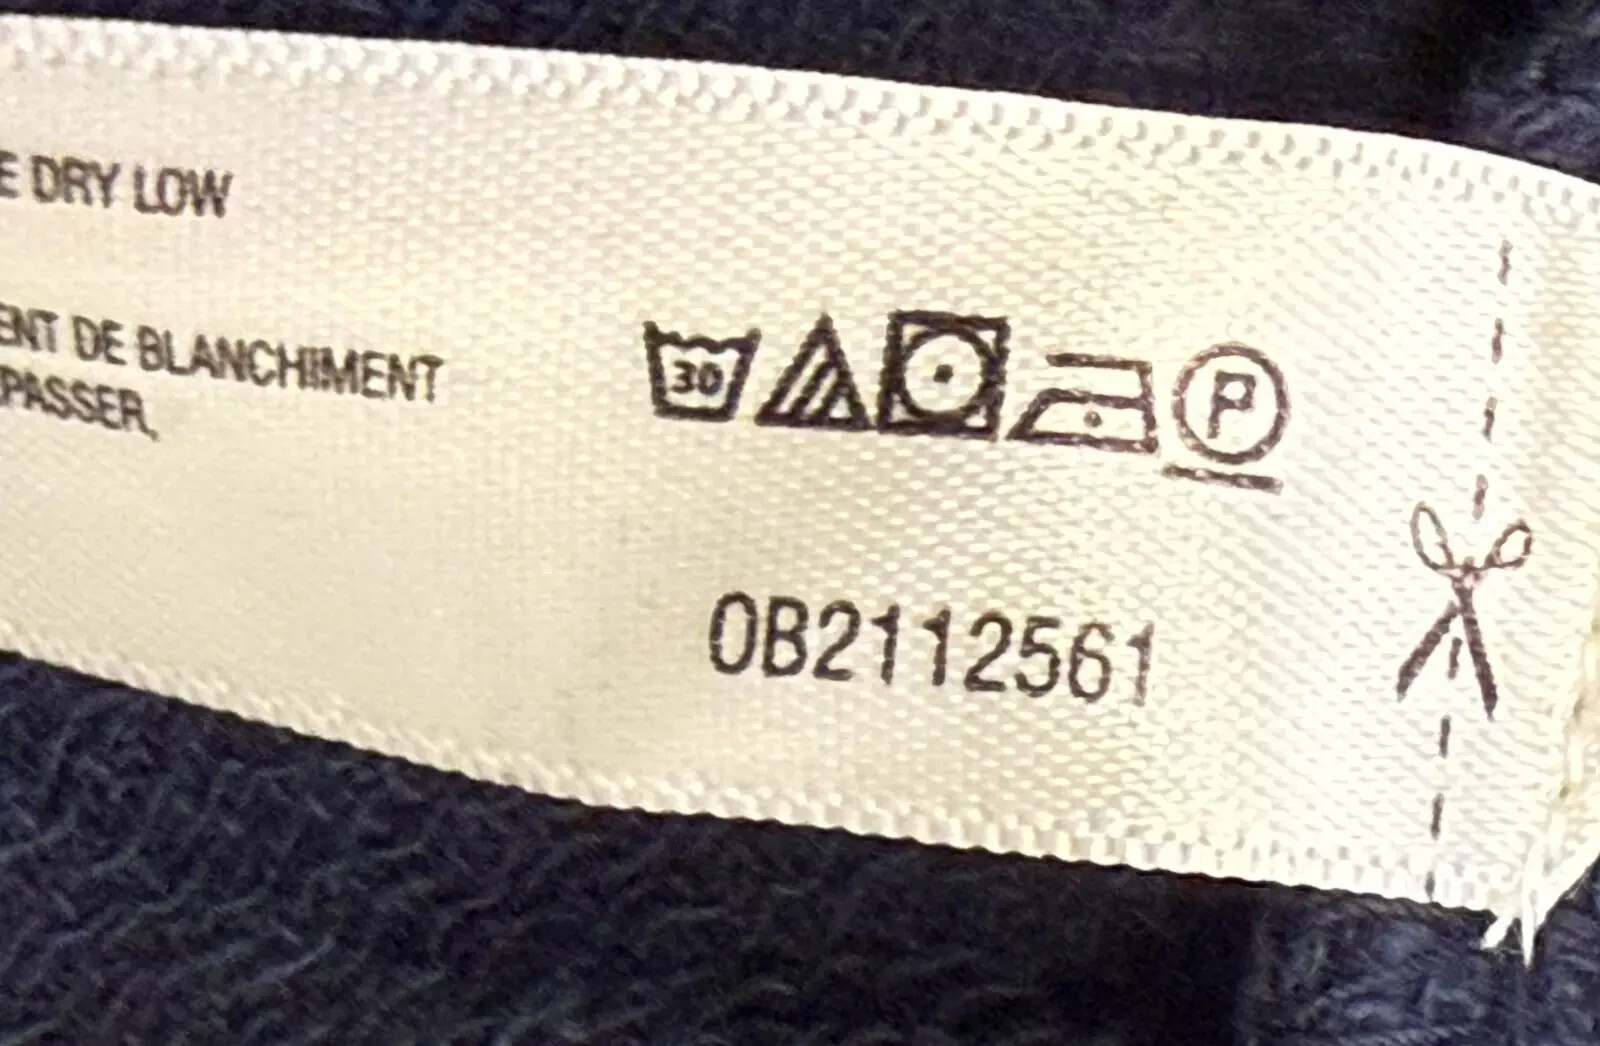 E DRY LOW
ENT DE BLANCHIMENT
PASSER,
30
P
0B2112561